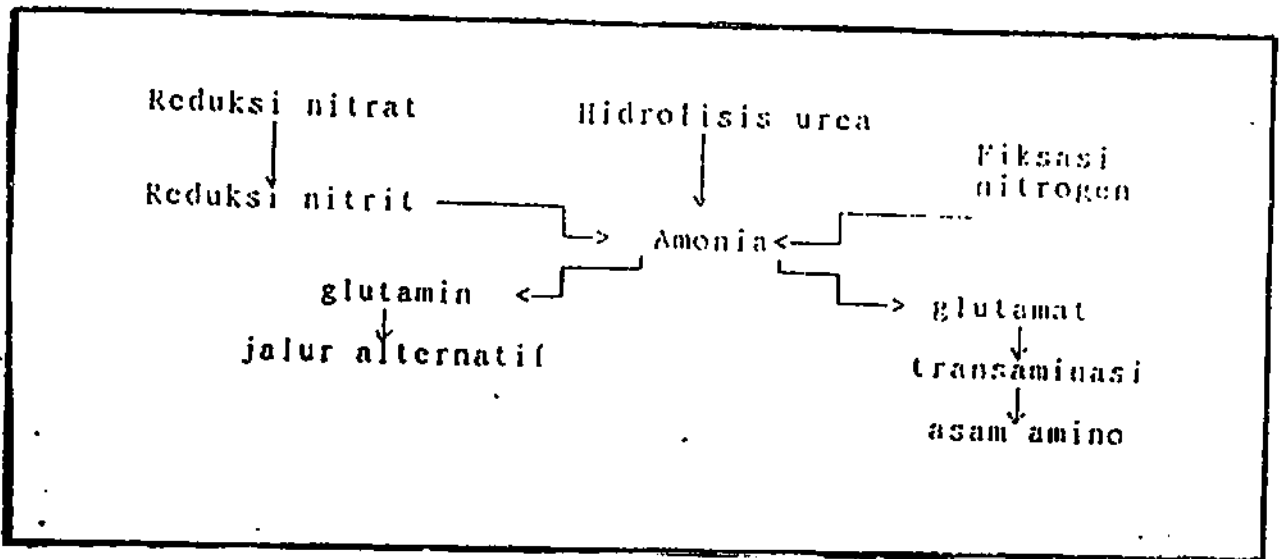 Reduksi nitrat
Hidrolisis urea
Fiksasi
nitrogen
Reduksi nitrit
Amonia
glutamin
glutamat
jalur alternatif
transaminasi
asam amino